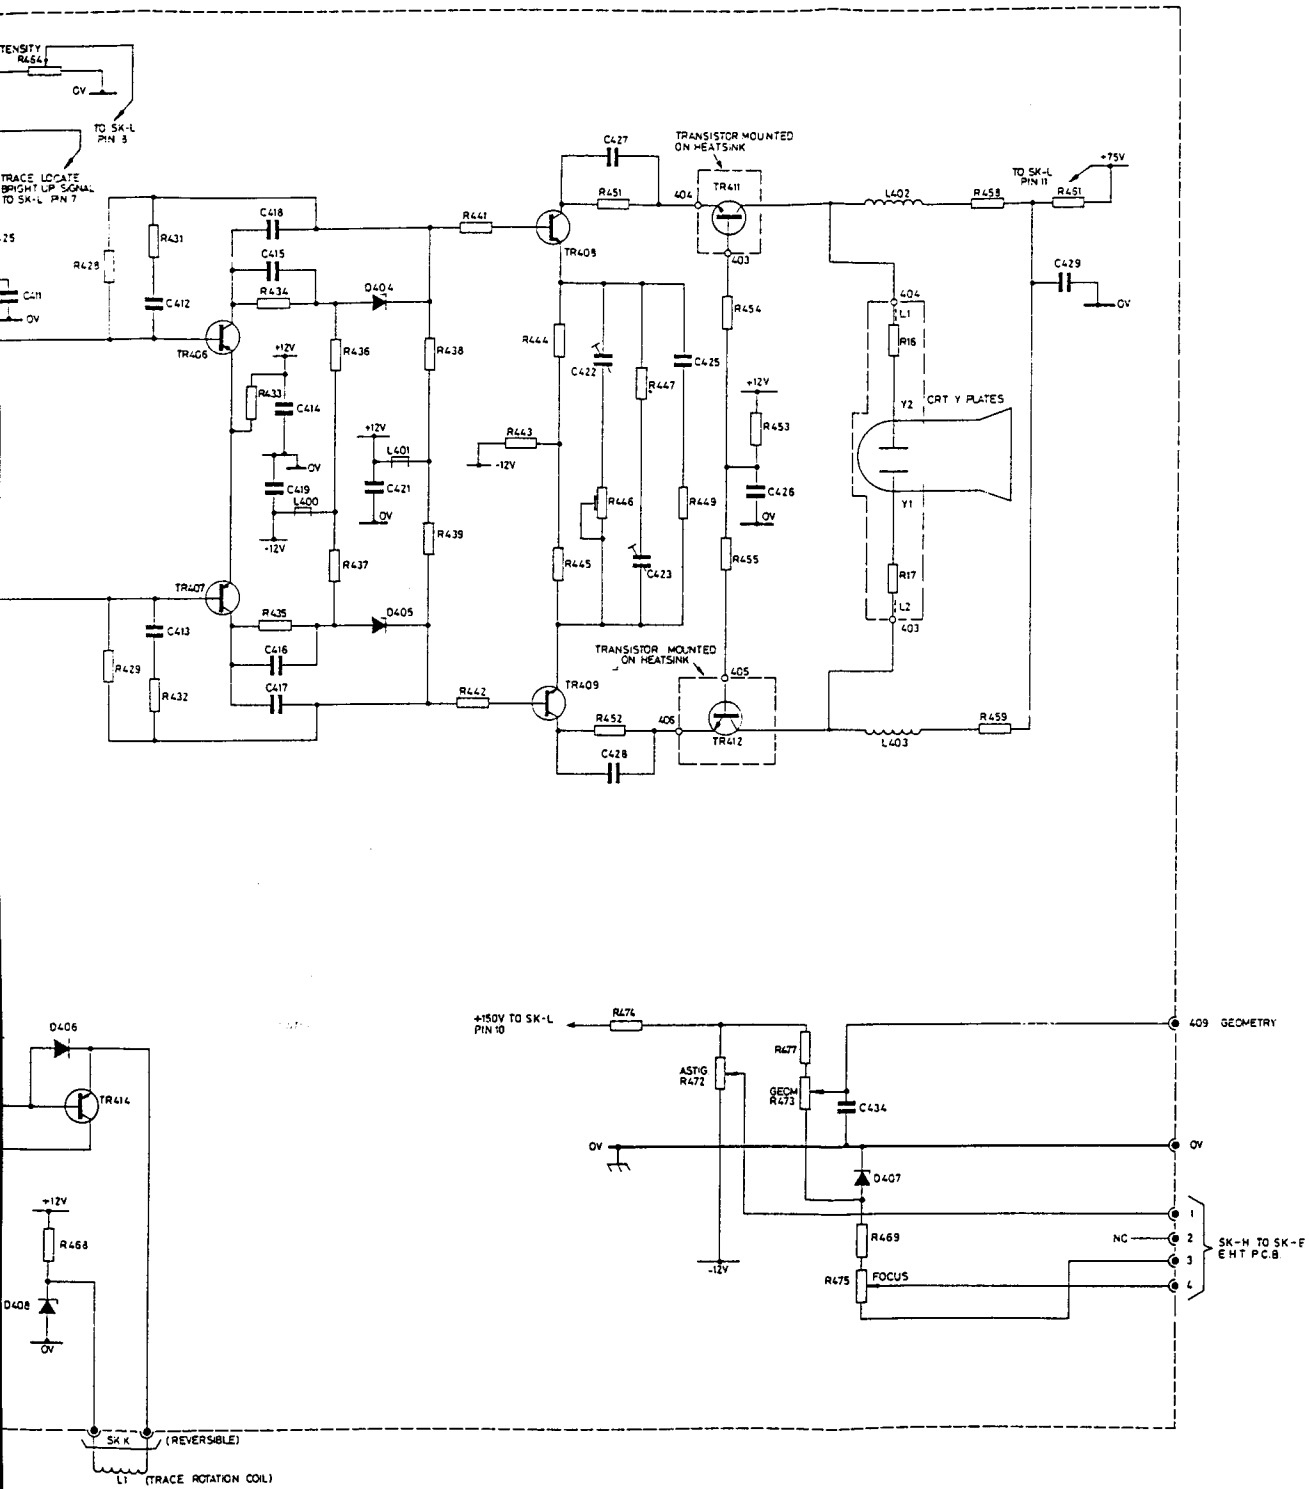 TENSITY
R464
0V
TO SK-L
PIN 3
TRACE LOCATE
BRIGHT UP SIGNAL
TO SK-L PIN 7
C427
TRANSISTOR MOUNTED
ON HEATSINK
TO SK-L
PIN 11
+75V
R451
404
TR411
L402
R458
R451
C418
R431
R441
TR408
25
C415
R428
403
C429
C411
C412
R434
D404
404
0V
0V
L1
R454
TR406
+12V
R436
R438
R444
C422
C425
R16
R447
+12V
R433
C414
Y2
CRT Y PLATES
R453
+12V
R443
L401
-12V
0V
C419
C421
C426
L400
R446
R449
Y1
0V
0V
R439
-12V
R437
R445
R455
C423
R17
TR407
R435
D405
L2
C413
403
C416
TRANSISTOR MOUNTED
ON HEATSINK
R429
405
C417
R442
TR409
R432
R452
406
R459
TR412
L403
C428
+150V TO SK-L
PIN 10
R474
409 GEOMETRY
D406
R477
ASTIG
R472
GEOM
R473
TR414
C434
0V
0V
D407
+12V
1
R468
R469
NC
2
SK-H TO SK-E
EHT P.C.B.
3
-12V
R475
FOCUS
4
D408
0V
SK K
(REVERSIBLE)
L1
(TRACE ROTATION COIL)